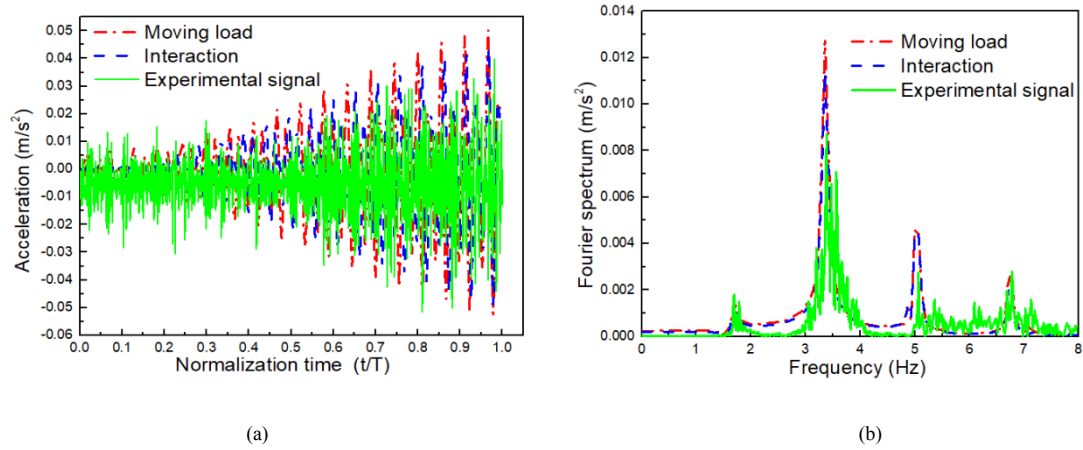 0.05
0.04
0.03
0.02
0.01
0.00
-0.01
-0.02
-0.03
-0.04
-0.05
-0.06
Acceleration (m/s²)
Moving load
Interaction
Experimental signal
0.0 0.1 0.2 0.3 0.4 0.5 0.6 0.7 0.8 0.9 1.0
Normalization time (t/T)
(a)
0.014
0.012
0.010
0.008
0.006
0.004
0.002
0.000
Fourier spectrum (m/s²)
Moving load
Interaction
Experimental signal
0 1 2 3 4 5 6 7 8
Frequency (Hz)
(b)